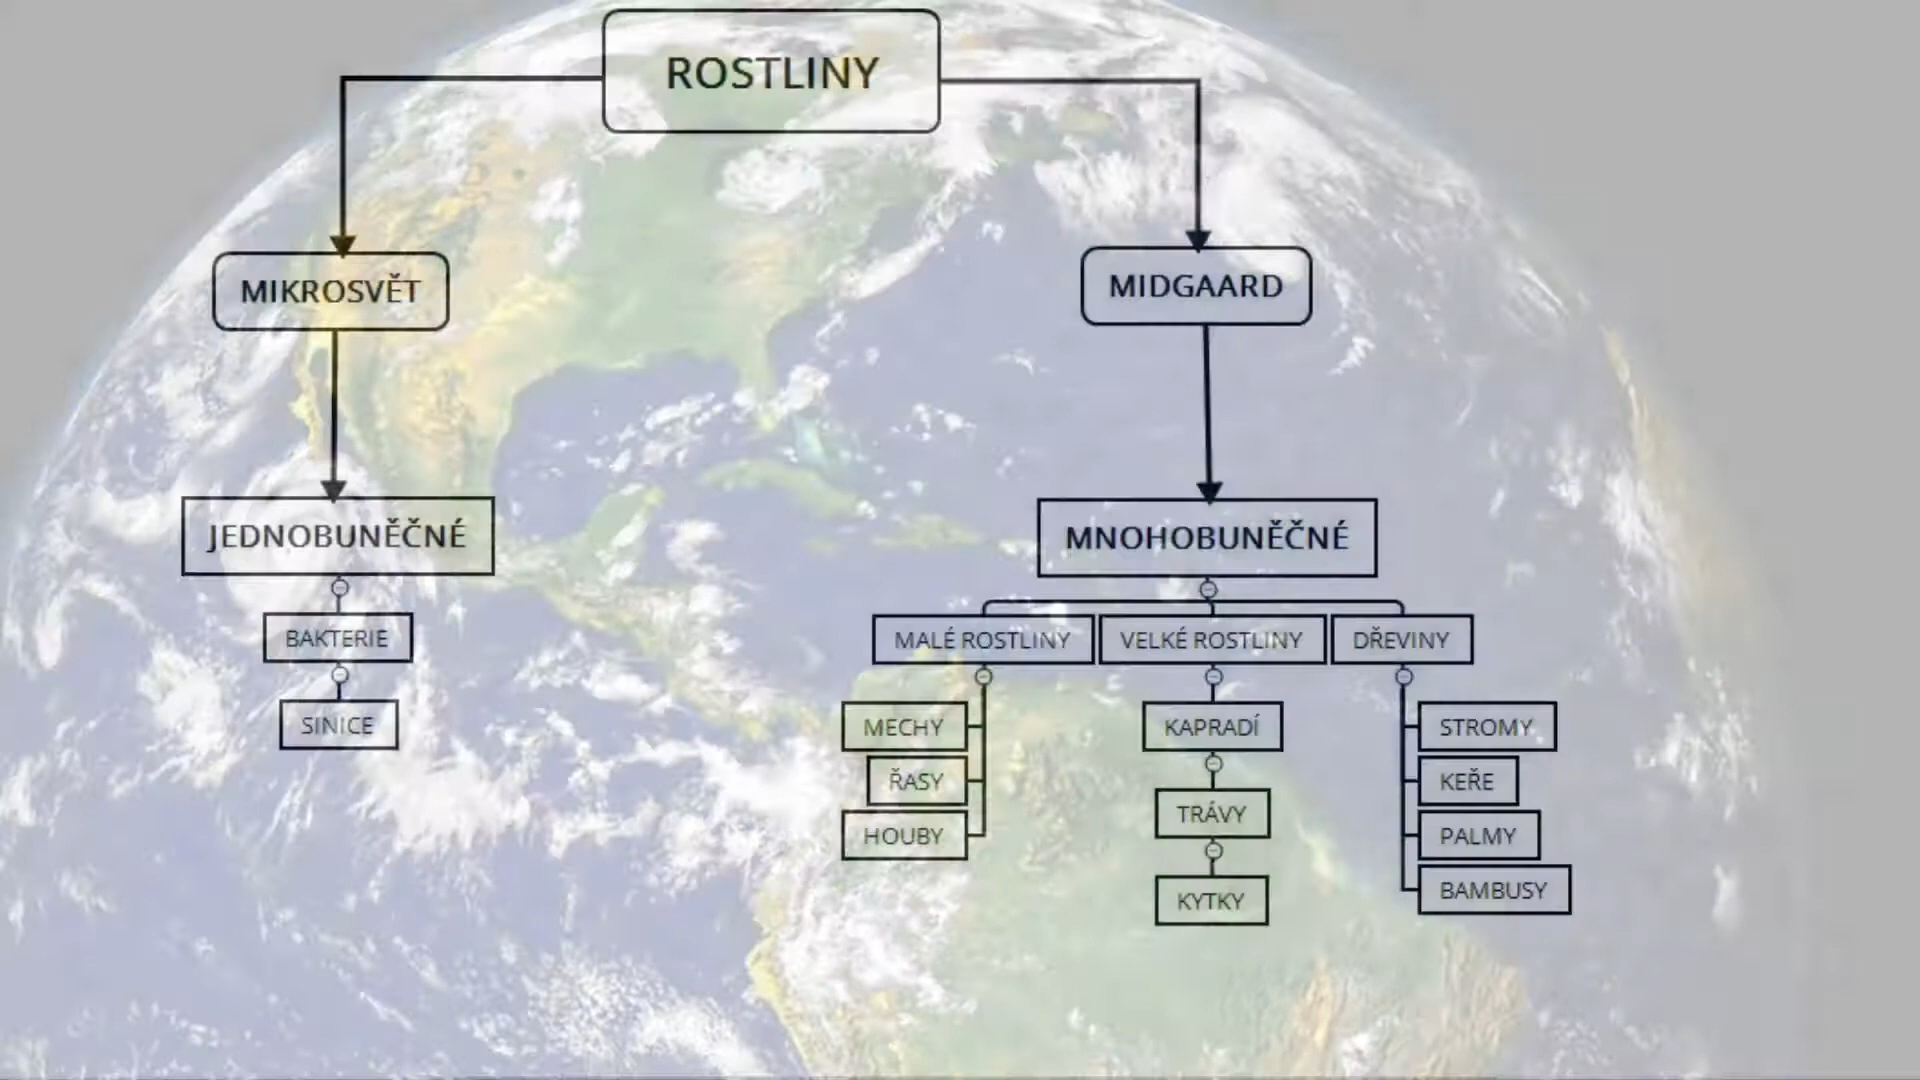 ROSTLINY
MIKROSVĚT
MIDGAARD
JEDNOBUNĚČNÉ
MNOHOBUNĚČNÉ
BAKTERIE
SINICE
MALÉ ROSTLINY
VELKÉ ROSTLINY
DŘEVINY
MECHY
ŘASY
HOUBY
KAPRADÍ
TRÁVY
KYTKY
STROMY
KEŘE
PALMY
BAMBUSY